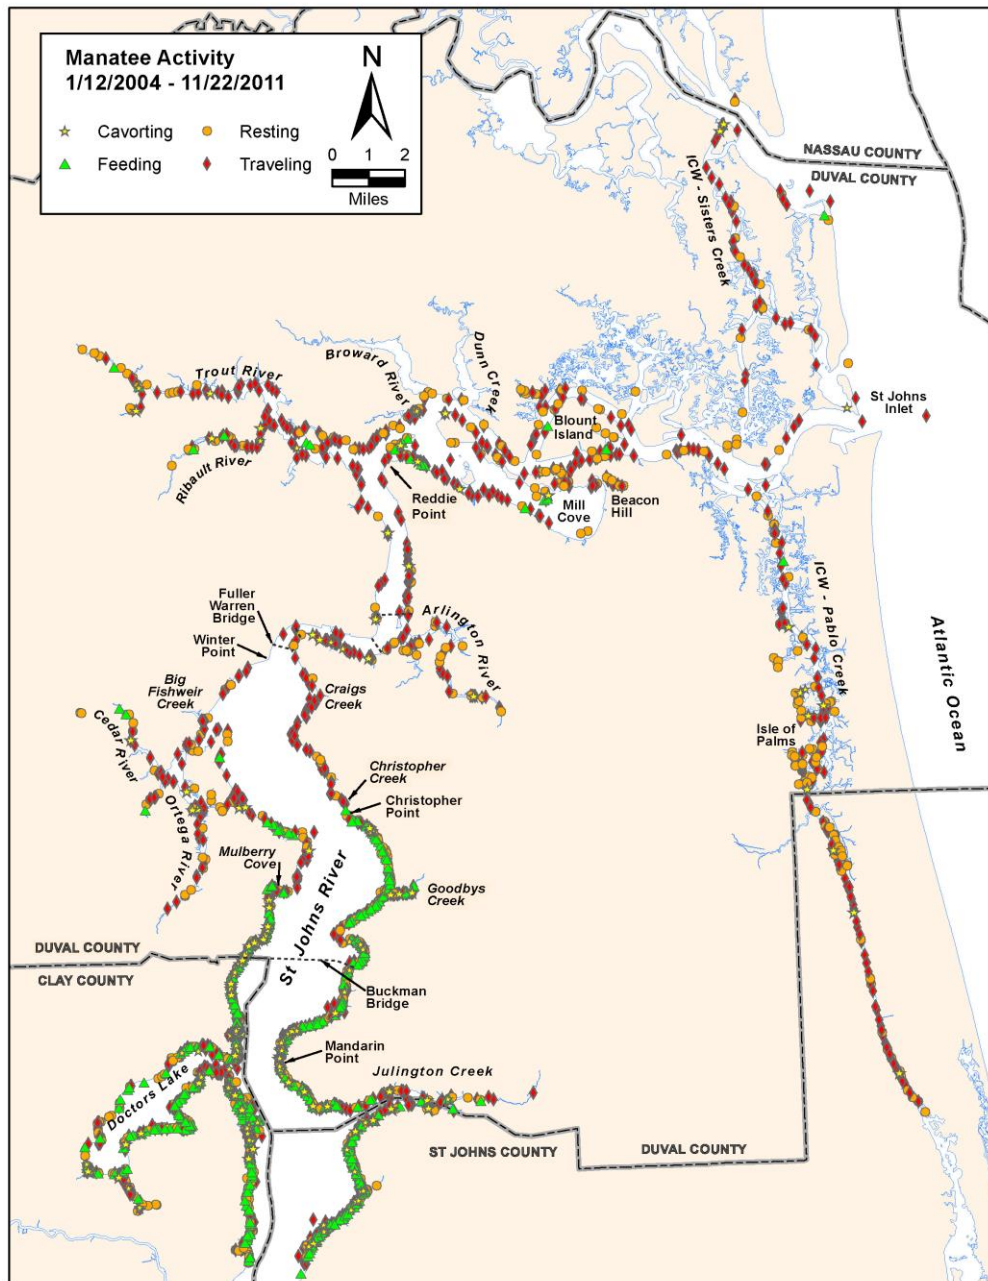 Manatee Activity
1/12/2004 - 11/22/2011
N
Cavorting
Resting
Feeding
Traveling
0 1 2
Miles
NASSAU COUNTY
DUVAL COUNTY
ICW - Sisters Creek
Trout River
Broward River
Dunn Creek
St Johns
Inlet
Blount
Island
Ribault River
Reddie
Point
Mill
Cove
Beacon
Hill
Fuller
Warren
Bridge
Winter
Point
Arlington River
ICW - Pablo Creek
Atlantic Ocean
Big
Fishweir
Creek
Craigs
Creek
Cedar River
Isle of
Palms
Christopher
Creek
Christopher
Point
Ortega River
Mulberry
Cove
Goodbys
Creek
St Johns River
DUVAL COUNTY
CLAY COUNTY
Buckman
Bridge
Mandarin
Point
Julington Creek
Doctors Lake
ST JOHNS COUNTY
DUVAL COUNTY